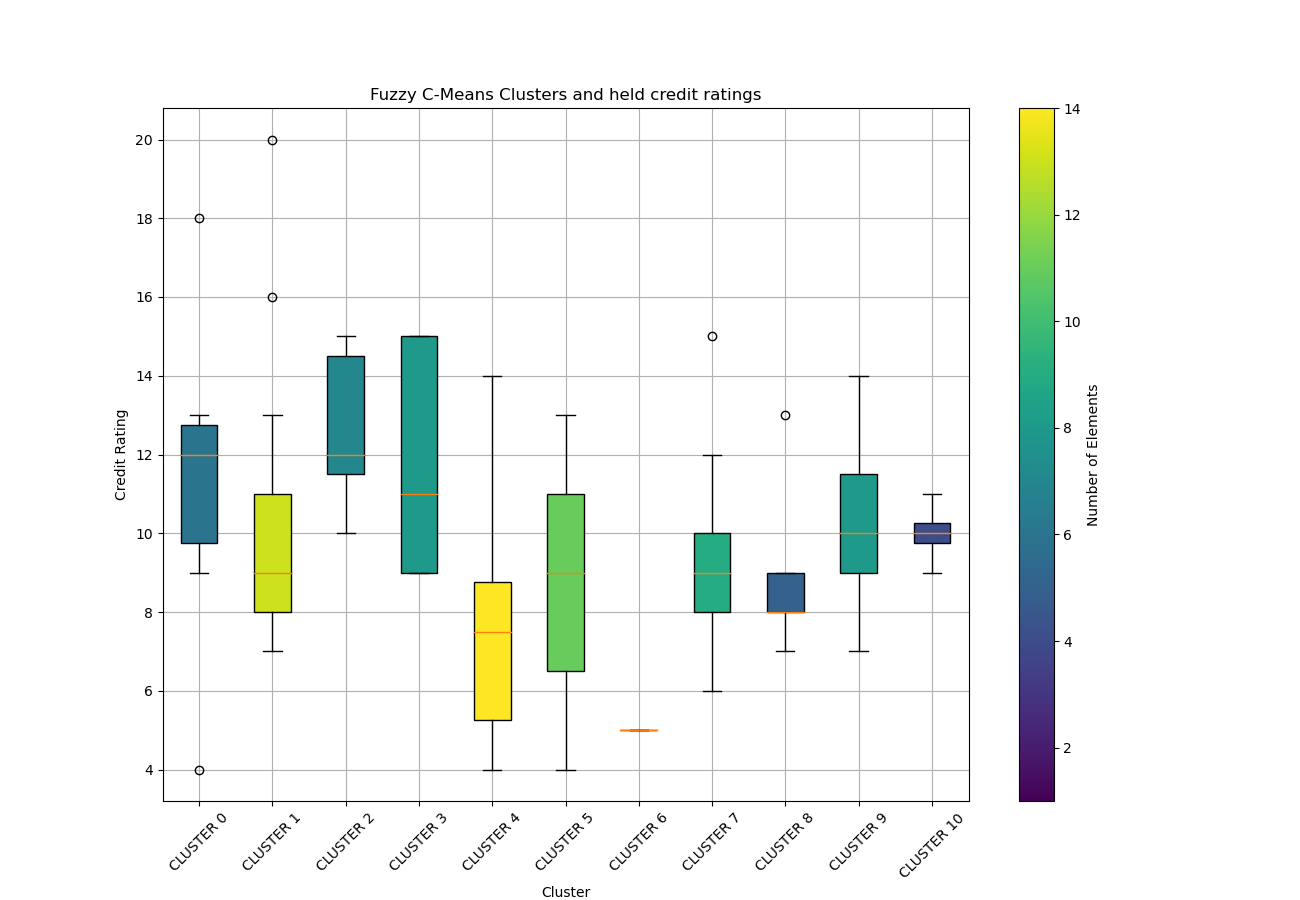 Fuzzy C-Means Clusters and held credit ratings
20
18
16
14
12
10
8
6
4
Credit Rating
CLUSTER 0
CLUSTER 1
CLUSTER 2
CLUSTER 3
CLUSTER 4
CLUSTER 5
CLUSTER 6
CLUSTER 7
CLUSTER 8
CLUSTER 9
CLUSTER 10
Cluster
14
12
10
8
6
4
2
Number of Elements